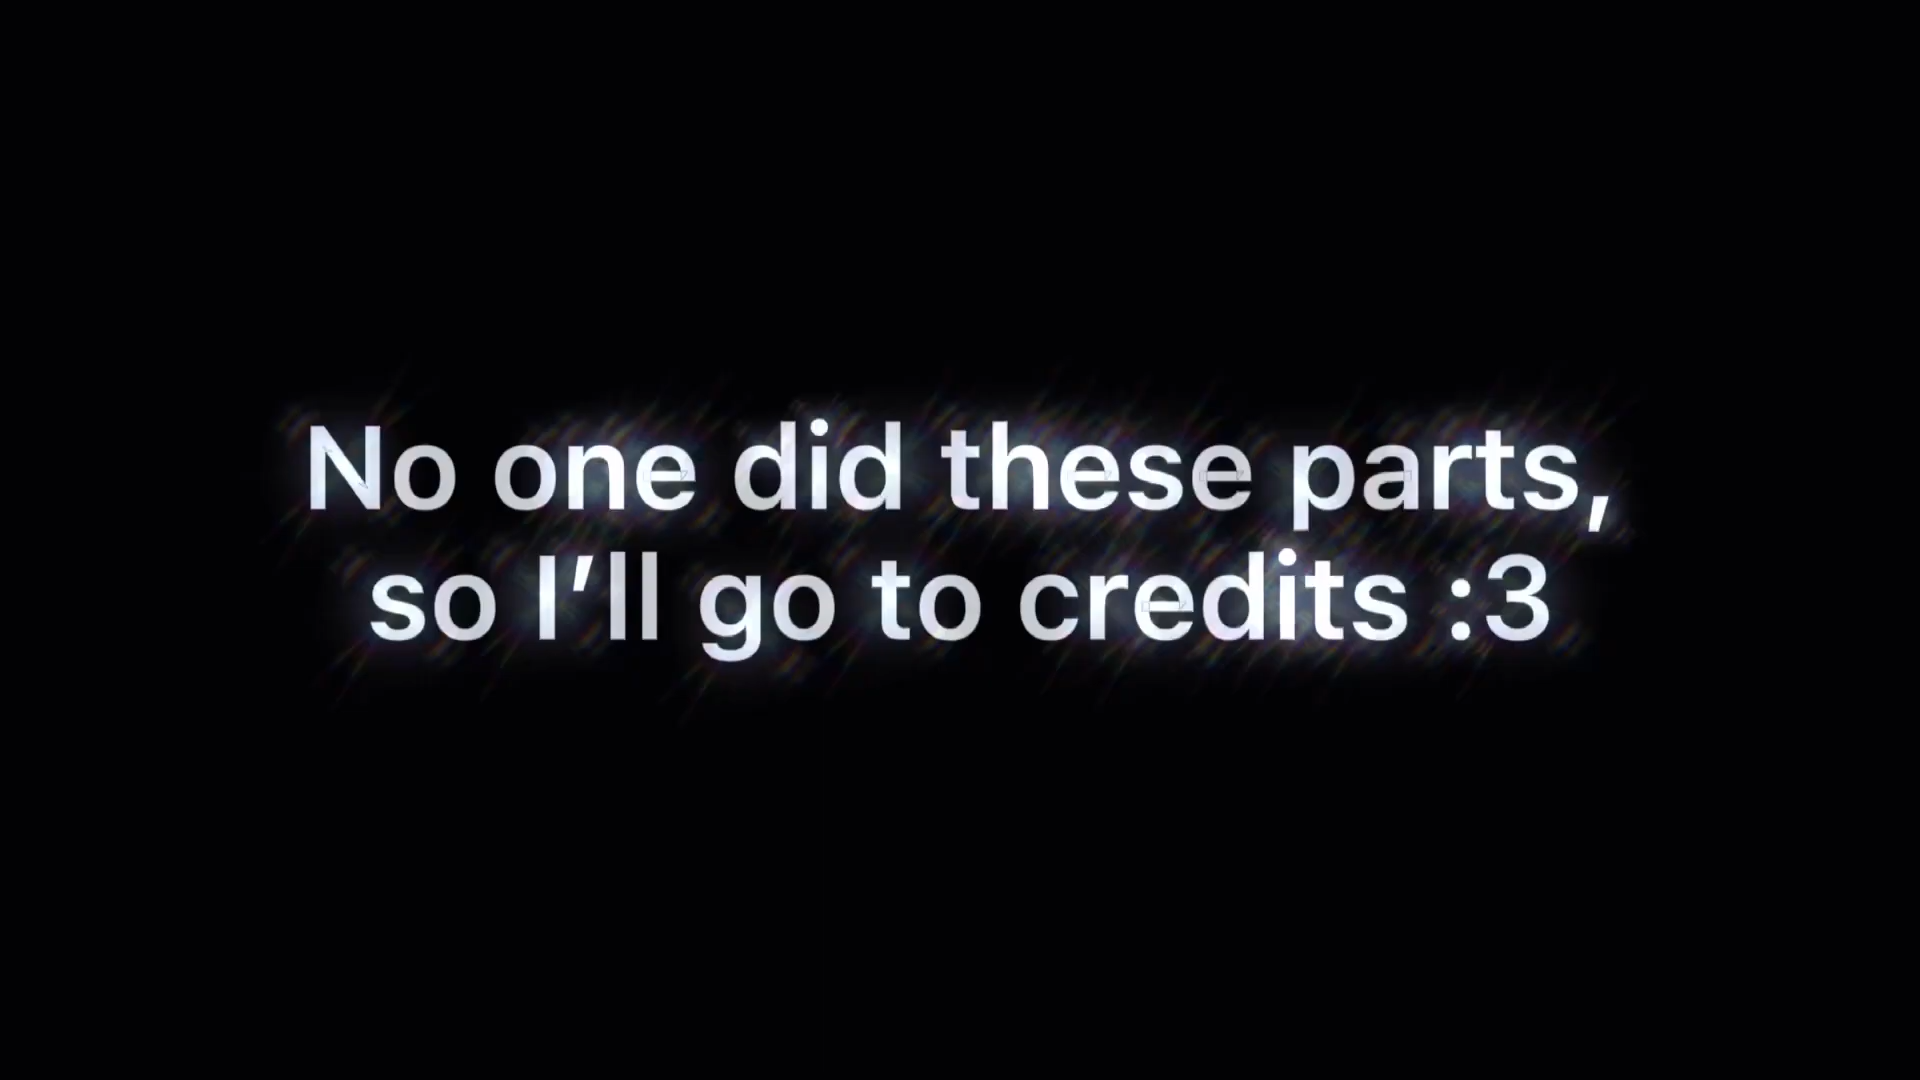 No one did these parts,
so I’ll go to credits :3